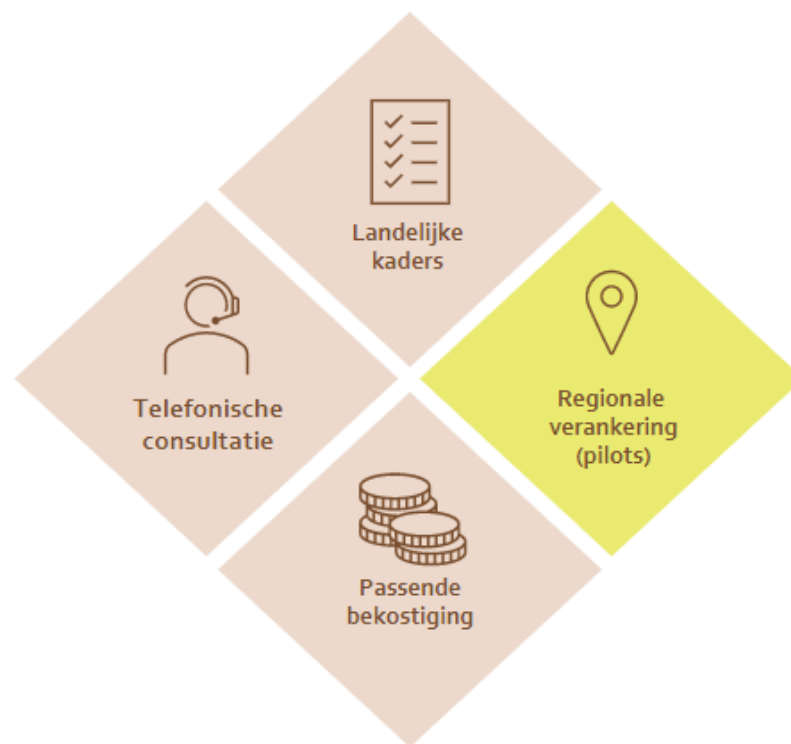 Landelijke
kaders
Telefonische
consultatie
Regionale
verankering
(pilots)
Passende
bekostiging